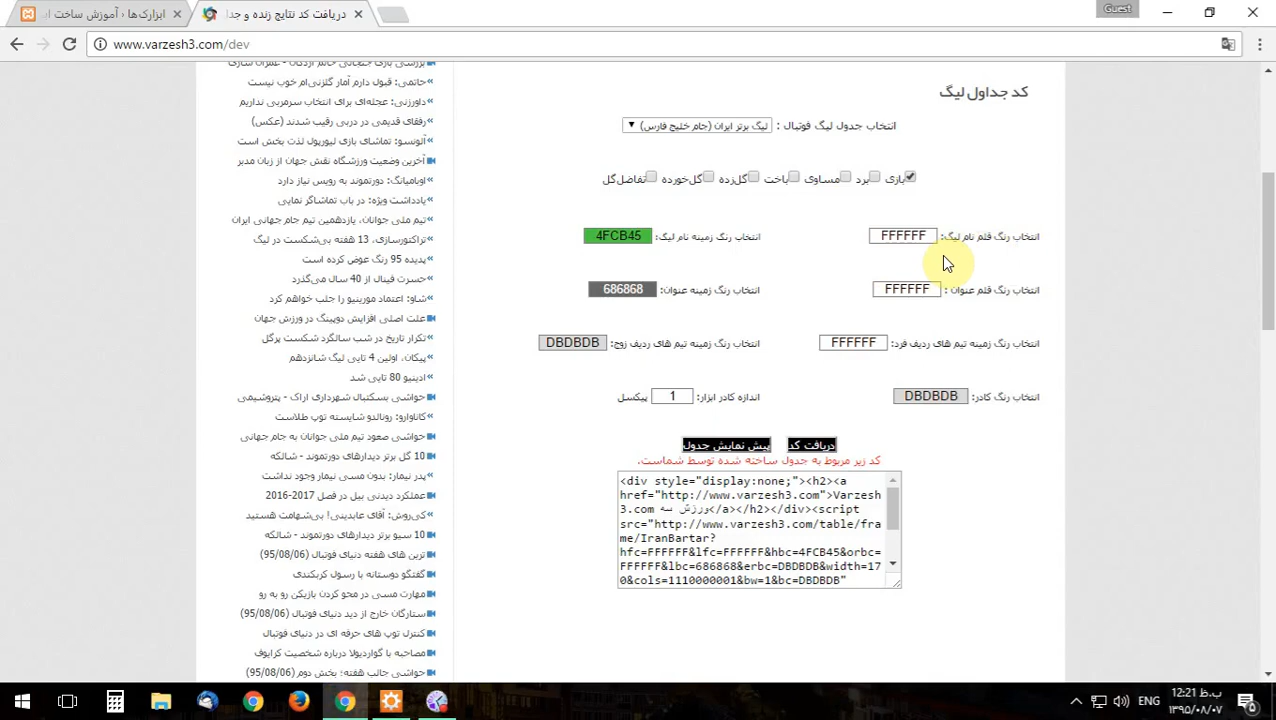 ابزارک‌ها ‹ آموزش ساخت
دریافت کد نتایج زنده و جدا
Guest
www.varzesh3.com/dev
حاتمی: قبول دارم آمار گلزنی‌ام خوب نیست
داورزنی: عجله‌ای برای انتخاب سرمربی نداریم
رفقای قدیمی در دربی رقیب شدند (عکس)
آلونسو: تماشای بازی لیورپول لذت بخش است
آخرین وضعیت ورزشگاه نقش جهان از زبان مدیر
اوبامیانگ: دورتموند به رویس نیاز دارد
یادداشت ویژه: در باب تماشاگر نمایی
تیم ملی جوانان، یازدهمین تیم جام جهانی ایران
تراکتورسازی، 13 هفته بی‌شکست در لیگ
پدیده 95 رنگ عوض کرده است
حسرت فینال از 40 سال می‌گذرد
شاو: اعتماد مورینیو را جلب خواهم کرد
علت اصلی افزایش دوپینگ در ورزش جهان
تکرار تاریخ در شب سالگرد شکست پرگل
پیکان، اولین 4 تایی لیگ شانزدهم
ادینیو 80 تایی شد
حواشی بسکتبال شهرداری اراک - پتروشیمی
کاناوارو: رونالدو شایسته توپ طلاست
حواشی صعود تیم ملی جوانان به جام جهانی
10 گل برتر دیدارهای دورتموند - شالکه
پدر نیمار: بدون مسی نیمار وجود نداشت
عملکرد دیدنی بیل در فصل 2017-2016
کی‌روش: آقای عابدینی! بی‌شهامت هستید
10 سیو برتر دیدارهای دورتموند - شالکه
ترین های هفته دنیای فوتبال (95/08/06)
گفتگو دوستانه با رسول کربکندی
مهارت مسی در محو کردن بازیکن رو به رو
ستارگان خارج از دید دنیای فوتبال (95/08/06)
کنترل توپ های حرفه ای در دنیای فوتبال
مصاحبه با گواردیولا درباره شخصیت کرایوف
حواشی جالب هفته؛ بخش دوم (95/08/06)
کد جداول لیگ
انتخاب جدول لیگ فوتبال : لیگ برتر ایران (جام خلیج فارس)
بازی برد مساوی باخت گل‌زده گل‌خورده تفاضل‌گل
انتخاب رنگ قلم نام لیگ: FFFFFF انتخاب رنگ زمینه نام لیگ: 4FCB45
انتخاب رنگ قلم عنوان : FFFFFF انتخاب رنگ زمینه عنوان: 686868
انتخاب رنگ زمینه تیم های ردیف فرد: FFFFFF انتخاب رنگ زمینه تیم های ردیف زوج: DBDBDB
انتخاب رنگ کادر: DBDBDB اندازه کادر ابزار: 1 پیکسل
دریافت کد پیش نمایش جدول
کد زیر مربوط به جدول ساخته شده توسط شماست.
<div style="display:none;"><h2><a
href="http://www.varzesh3.com">Varzesh
3.com ورزش سه</a></h2></div><script
src="http://www.varzesh3.com/table/fra
me/IranBartar?
hfc=FFFFFF&lfc=FFFFFF&hbc=4FCB45&orbc=
FFFFFF&lbc=686868&erbc=DBDBDB&width=17
0&cols=1110000001&bw=1&bc=DBDBDB"
ENG
12:21 ب.ظ
۱۳۹۵/۰۸/۰۷